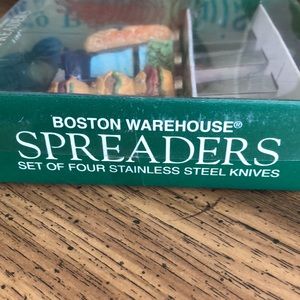 BOSTON WAREHOUSE®
SPREADERS
SET OF FOUR STAINLESS STEEL KNIVES